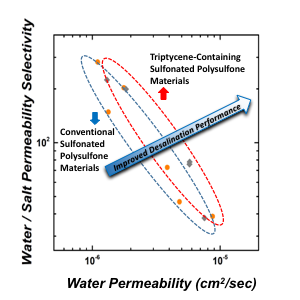 Water / Salt Permeability Selectivity
10²
Triptycene-Containing
Sulfonated Polysulfone
Materials
Conventional
Sulfonated
Polysulfone
Materials
Improved Desalination Performance
10⁻⁶
10⁻⁵
Water Permeability (cm²/sec)